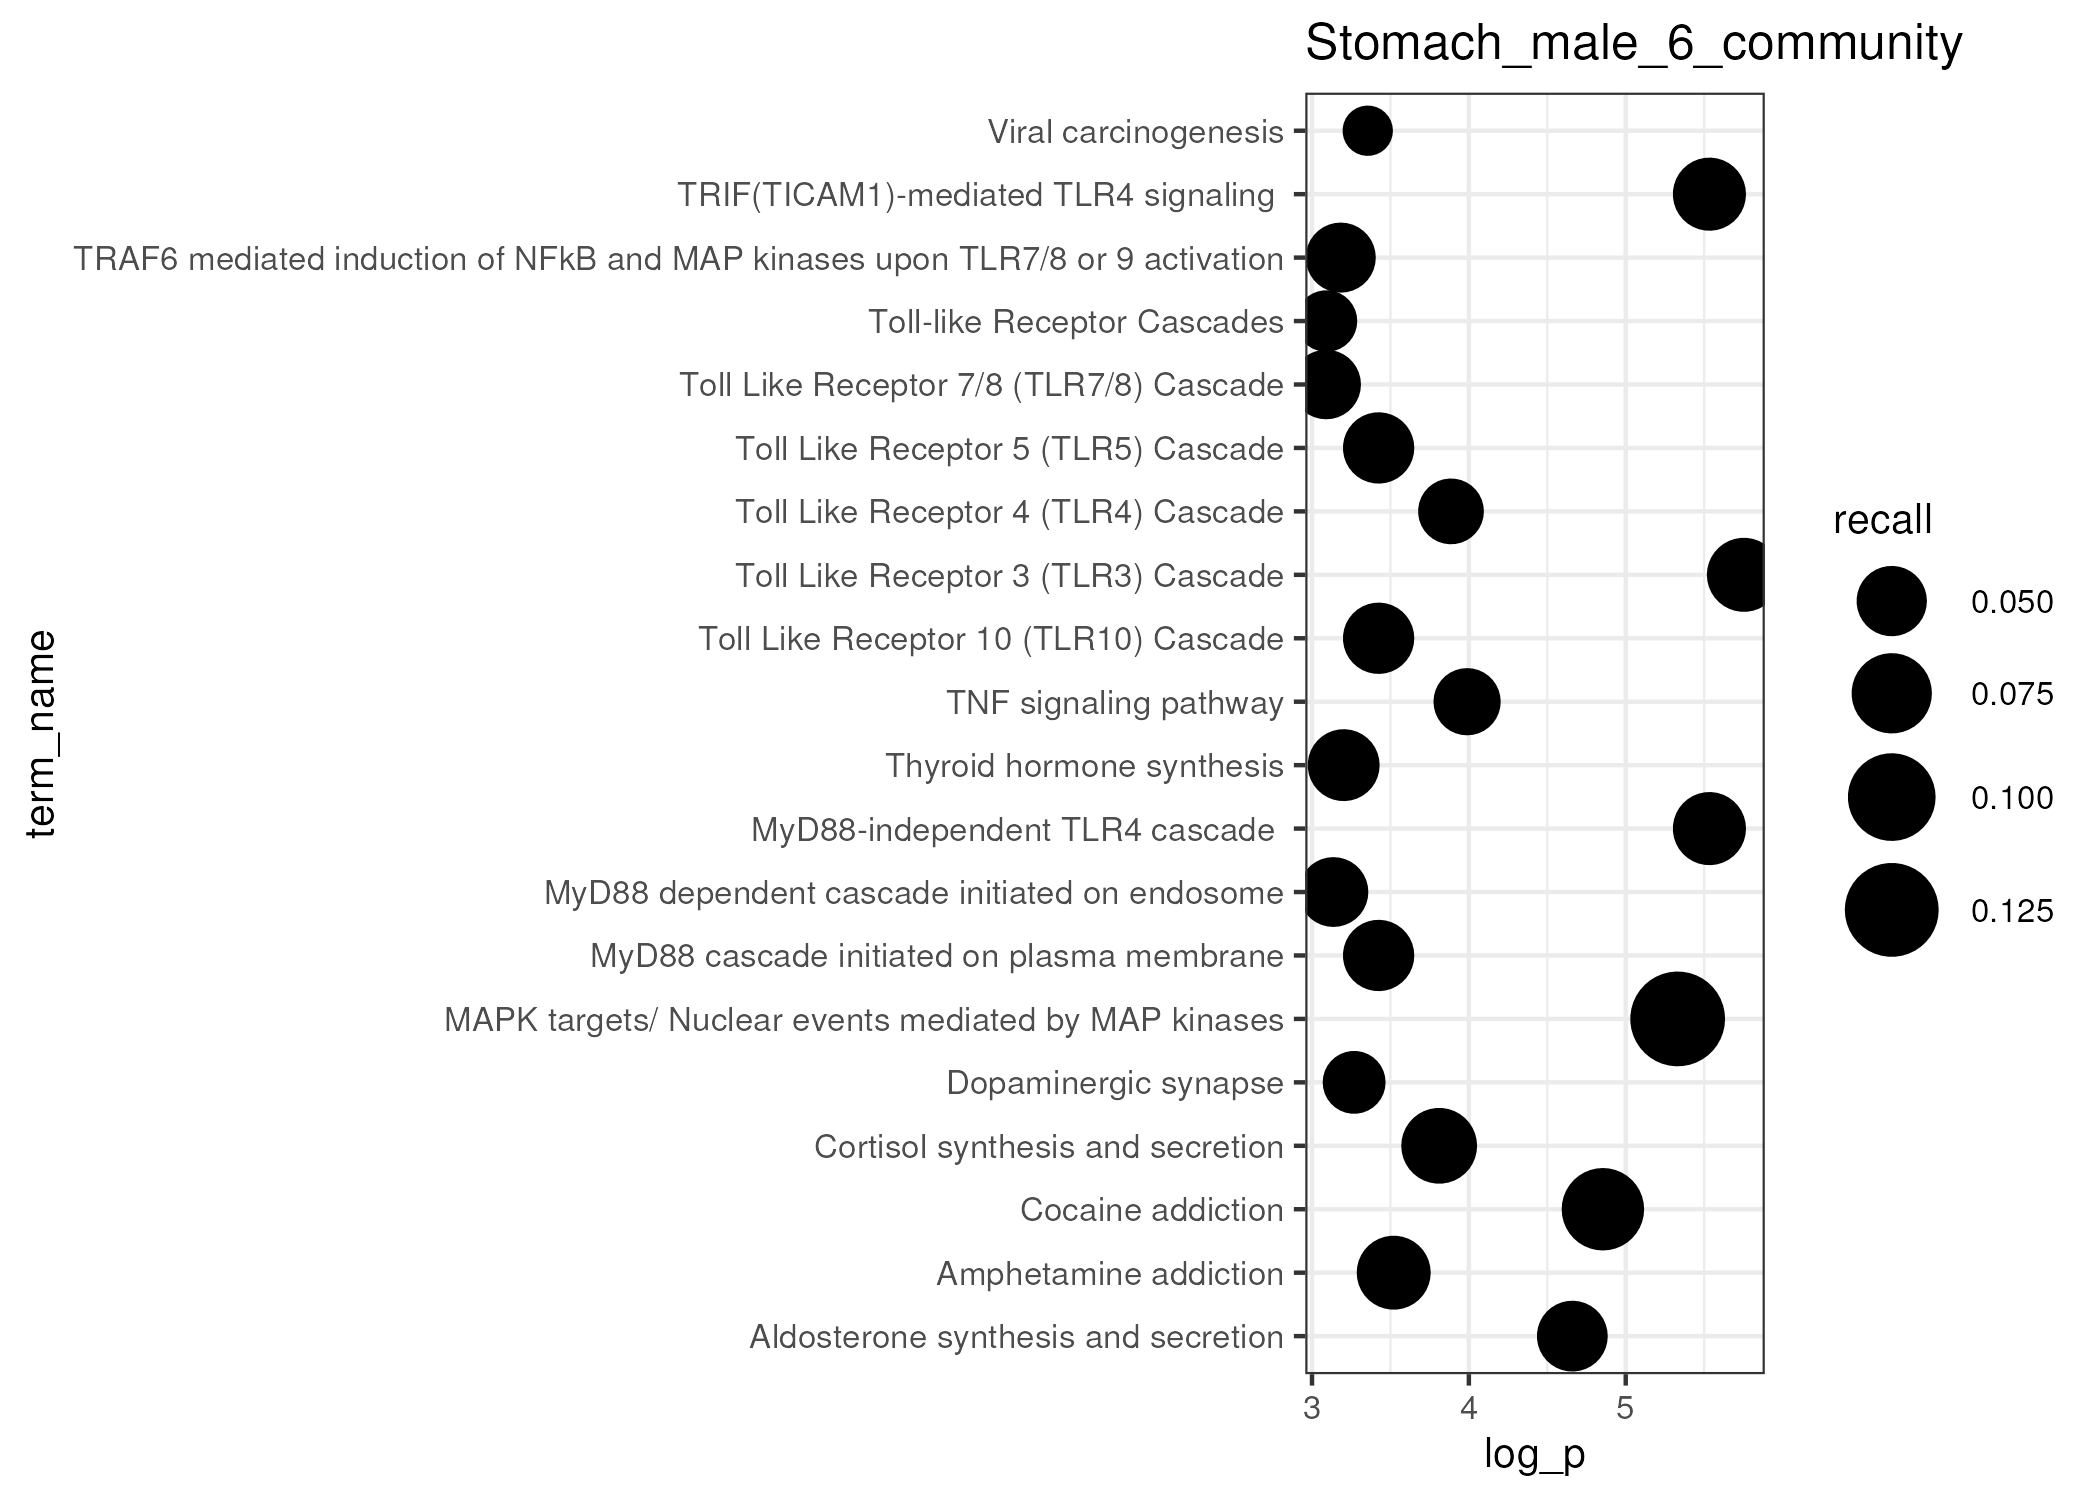 Stomach_male_6_community
Viral carcinogenesis
TRIF(TICAM1)-mediated TLR4 signaling
TRAF6 mediated induction of NFkB and MAP kinases upon TLR7/8 or 9 activation
Toll-like Receptor Cascades
Toll Like Receptor 7/8 (TLR7/8) Cascade
Toll Like Receptor 5 (TLR5) Cascade
Toll Like Receptor 4 (TLR4) Cascade
Toll Like Receptor 3 (TLR3) Cascade
Toll Like Receptor 10 (TLR10) Cascade
TNF signaling pathway
Thyroid hormone synthesis
MyD88-independent TLR4 cascade
MyD88 dependent cascade initiated on endosome
MyD88 cascade initiated on plasma membrane
MAPK targets/ Nuclear events mediated by MAP kinases
Dopaminergic synapse
Cortisol synthesis and secretion
Cocaine addiction
Amphetamine addiction
Aldosterone synthesis and secretion
term_name
3 4 5
log_p
recall
0.050
0.075
0.100
0.125